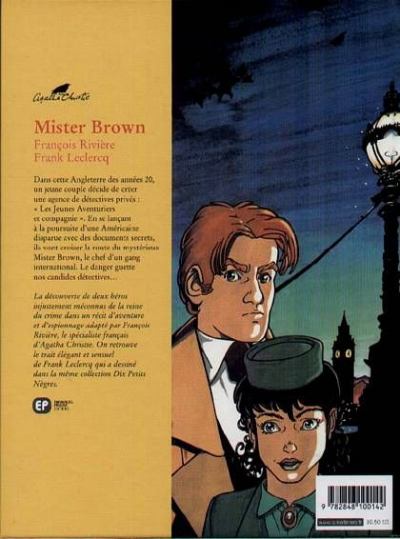 Agatha Christie
Mister Brown
François Rivière
Frank Leclercq
Dans cette Angleterre des années 20,
un jeune couple décide de créer
une agence de détectives privés :
« Les Jeunes Aventuriers
et compagnie ». En se lançant
à la poursuite d'une Américaine
disparue avec des documents secrets,
ils vont croiser la route du mystérieux
Mister Brown, le chef d'un gang
international. Le danger guette
nos candides détectives…
La découverte de deux héros
injustement méconnus de la reine
du crime dans un récit d'aventure
et d'espionnage adapté par François
Rivière, le spécialiste français
d'Agatha Christie. On retrouve
le trait élégant et sensuel
de Frank Leclercq qui a dessiné
dans la même collection Dix Petits
Nègres.
EP
9 782848 100142